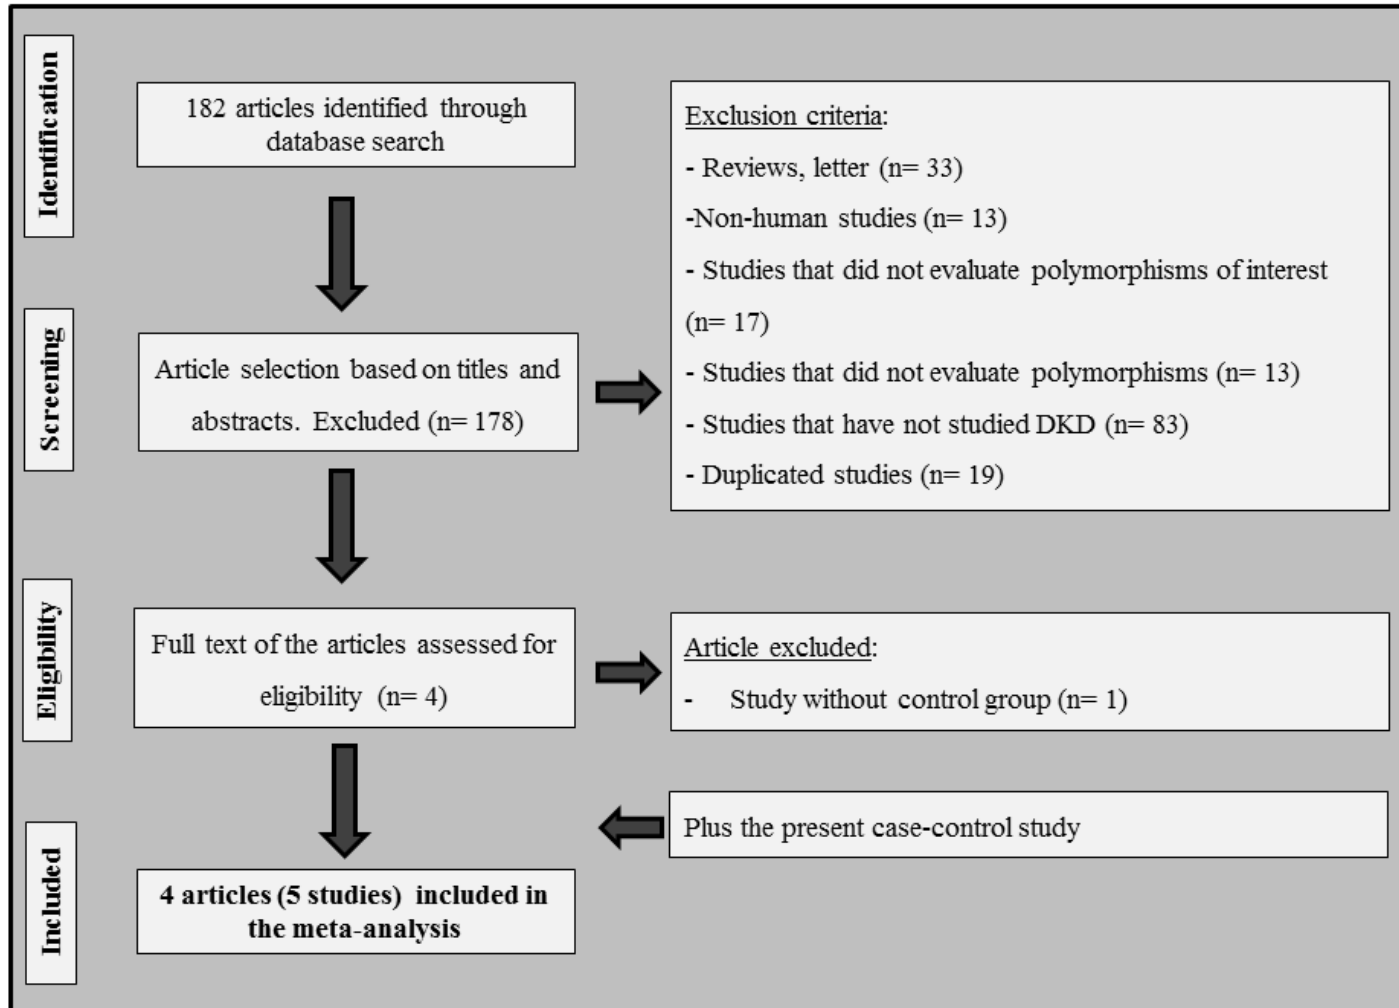 Identification
182 articles identified through
database search
Exclusion criteria:
- Reviews, letter (n= 33)
-Non-human studies (n= 13)
- Studies that did not evaluate polymorphisms of interest
(n= 17)
- Studies that did not evaluate polymorphisms (n= 13)
- Studies that have not studied DKD (n= 83)
- Duplicated studies (n= 19)
Screening
Article selection based on titles and
abstracts. Excluded (n= 178)
Eligibility
Full text of the articles assessed for
eligibility (n= 4)
Article excluded:
- Study without control group (n= 1)
Plus the present case-control study
Included
4 articles (5 studies) included in
the meta-analysis